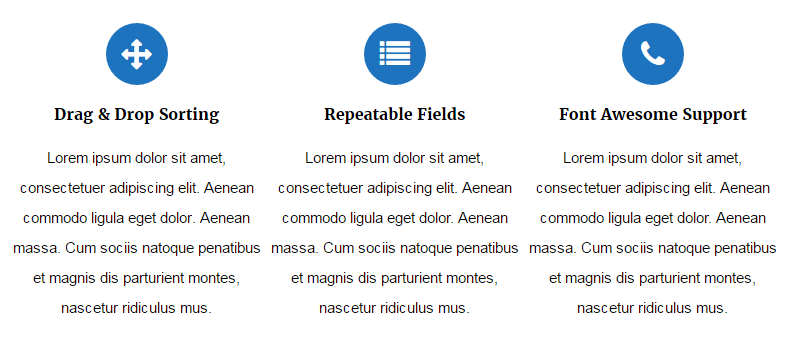 Drag & Drop Sorting
Lorem ipsum dolor sit amet,
consectetuer adipiscing elit. Aenean
commodo ligula eget dolor. Aenean
massa. Cum sociis natoque penatibus
et magnis dis parturient montes,
nascetur ridiculus mus.
Repeatable Fields
Lorem ipsum dolor sit amet,
consectetuer adipiscing elit. Aenean
commodo ligula eget dolor. Aenean
massa. Cum sociis natoque penatibus
et magnis dis parturient montes,
nascetur ridiculus mus.
Font Awesome Support
Lorem ipsum dolor sit amet,
consectetuer adipiscing elit. Aenean
commodo ligula eget dolor. Aenean
massa. Cum sociis natoque penatibus
et magnis dis parturient montes,
nascetur ridiculus mus.